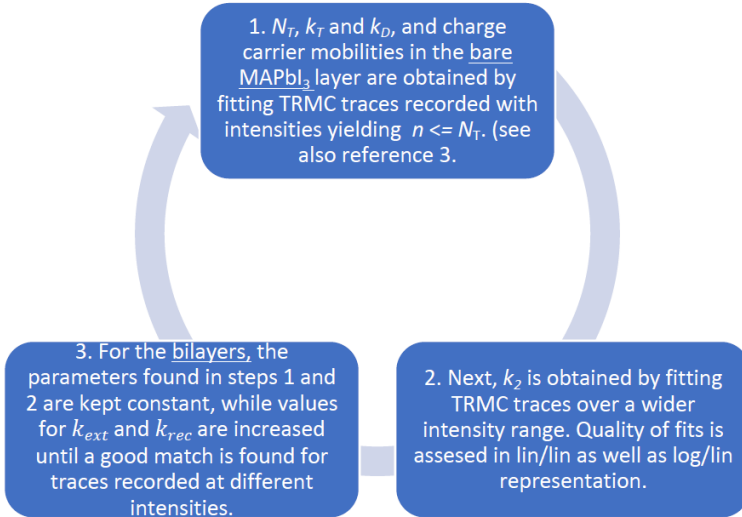 1. N_T, k_T and k_D, and charge
carrier mobilities in the bare
MAPbI₃ layer are obtained by
fitting TRMC traces recorded with
intensities yielding n <= N_T. (see
also reference 3.
2. Next, k₂ is obtained by fitting
TRMC traces over a wider
intensity range. Quality of fits is
assesed in lin/lin as well as log/lin
representation.
3. For the bilayers, the
parameters found in steps 1 and
2 are kept constant, while values
for k_ext and k_rec are increased
until a good match is found for
traces recorded at different
intensities.